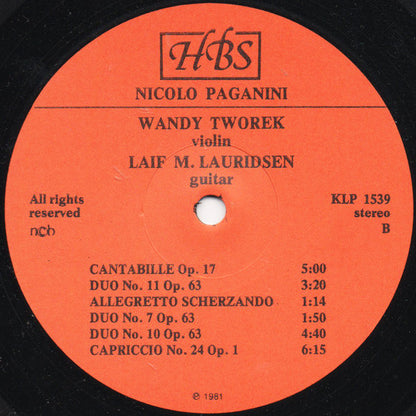 HBS
NICOLO PAGANINI
WANDY TWOREK
violin
LAIF M. LAURIDSEN
guitar
All rights reserved
ncb
KLP 1539
stereo
B
CANTABILLE Op. 17 5:00
DUO No. 11 Op. 63 3:20
ALLEGRETTO SCHERZANDO 1:14
DUO No. 7 Op. 63 1:50
DUO No. 10 Op. 63 4:40
CAPRICCIO No. 24 Op. 1 6:15
℗ 1981